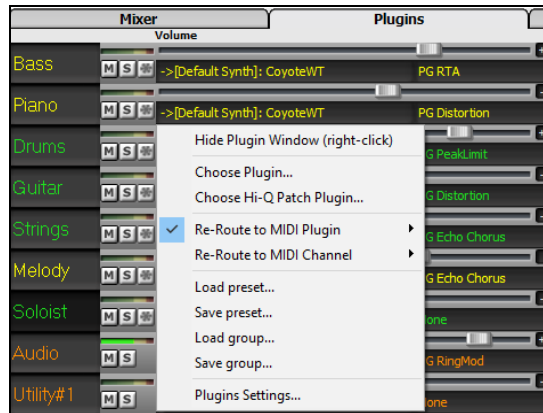 Mixer Plugins
Volume
Bass M S ->[Default Synth]: CoyoteWT PG RTA
Piano M S ->[Default Synth]: CoyoteWT PG Distortion
Hide Plugin Window (right-click)
Drums M S G PeakLimit
Choose Plugin...
Guitar M S G Distortion
Choose Hi-Q Patch Plugin...
Strings M S Re-Route to MIDI Plugin G Echo Chorus
Re-Route to MIDI Channel
Melody M S G Echo Chorus
Load preset...
Soloist M S Save preset... one
Load group...
Audio M S G RingMod
Save group...
Utility#1 M S Plugins Settings... one